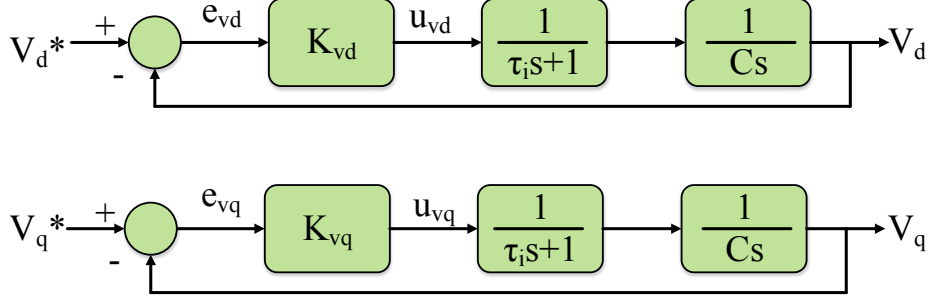 V_d* + - e_vd K_vd u_vd 1/(τ_i s+1) 1/(Cs) V_d
V_q* + - e_vq K_vq u_vq 1/(τ_i s+1) 1/(Cs) V_q